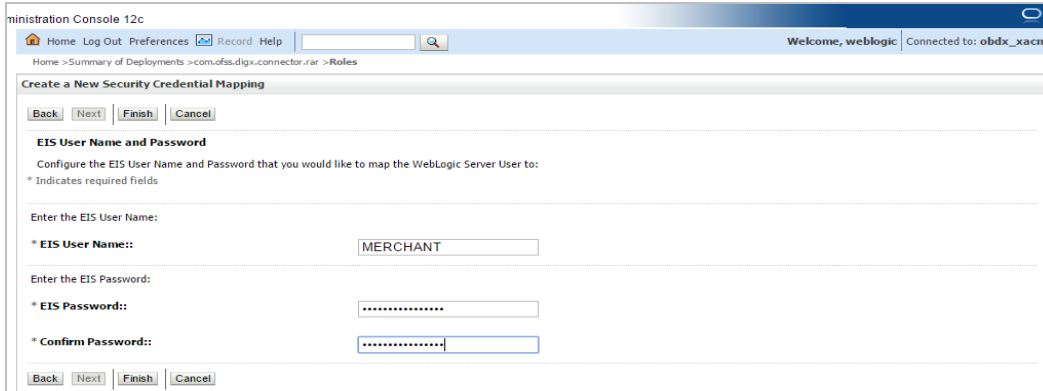 ministration Console 12c
Home Log Out Preferences Record Help
Welcome, weblogic Connected to: obdx_xacm
Home >Summary of Deployments >com.ofss.digx.connector.rar >Roles
Create a New Security Credential Mapping
Back Next Finish Cancel
EIS User Name and Password
Configure the EIS User Name and Password that you would like to map the WebLogic Server User to:
* Indicates required fields
Enter the EIS User Name:
* EIS User Name:: MERCHANT
Enter the EIS Password:
* EIS Password:: ••••••••••••••••
* Confirm Password:: ••••••••••••••••
Back Next Finish Cancel